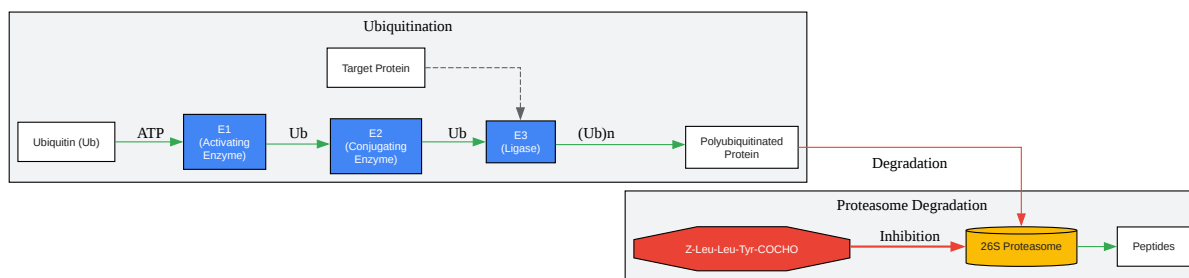 Ubiquitination
Target Protein
Ubiquitin (Ub)
ATP
E1
(Activating
Enzyme)
Ub
E2
(Conjugating
Enzyme)
Ub
E3
(Ligase)
(Ub)n
Polyubiquitinated
Protein
Degradation
Proteasome Degradation
Z-Leu-Leu-Tyr-COCHO
Inhibition
26S Proteasome
Peptides